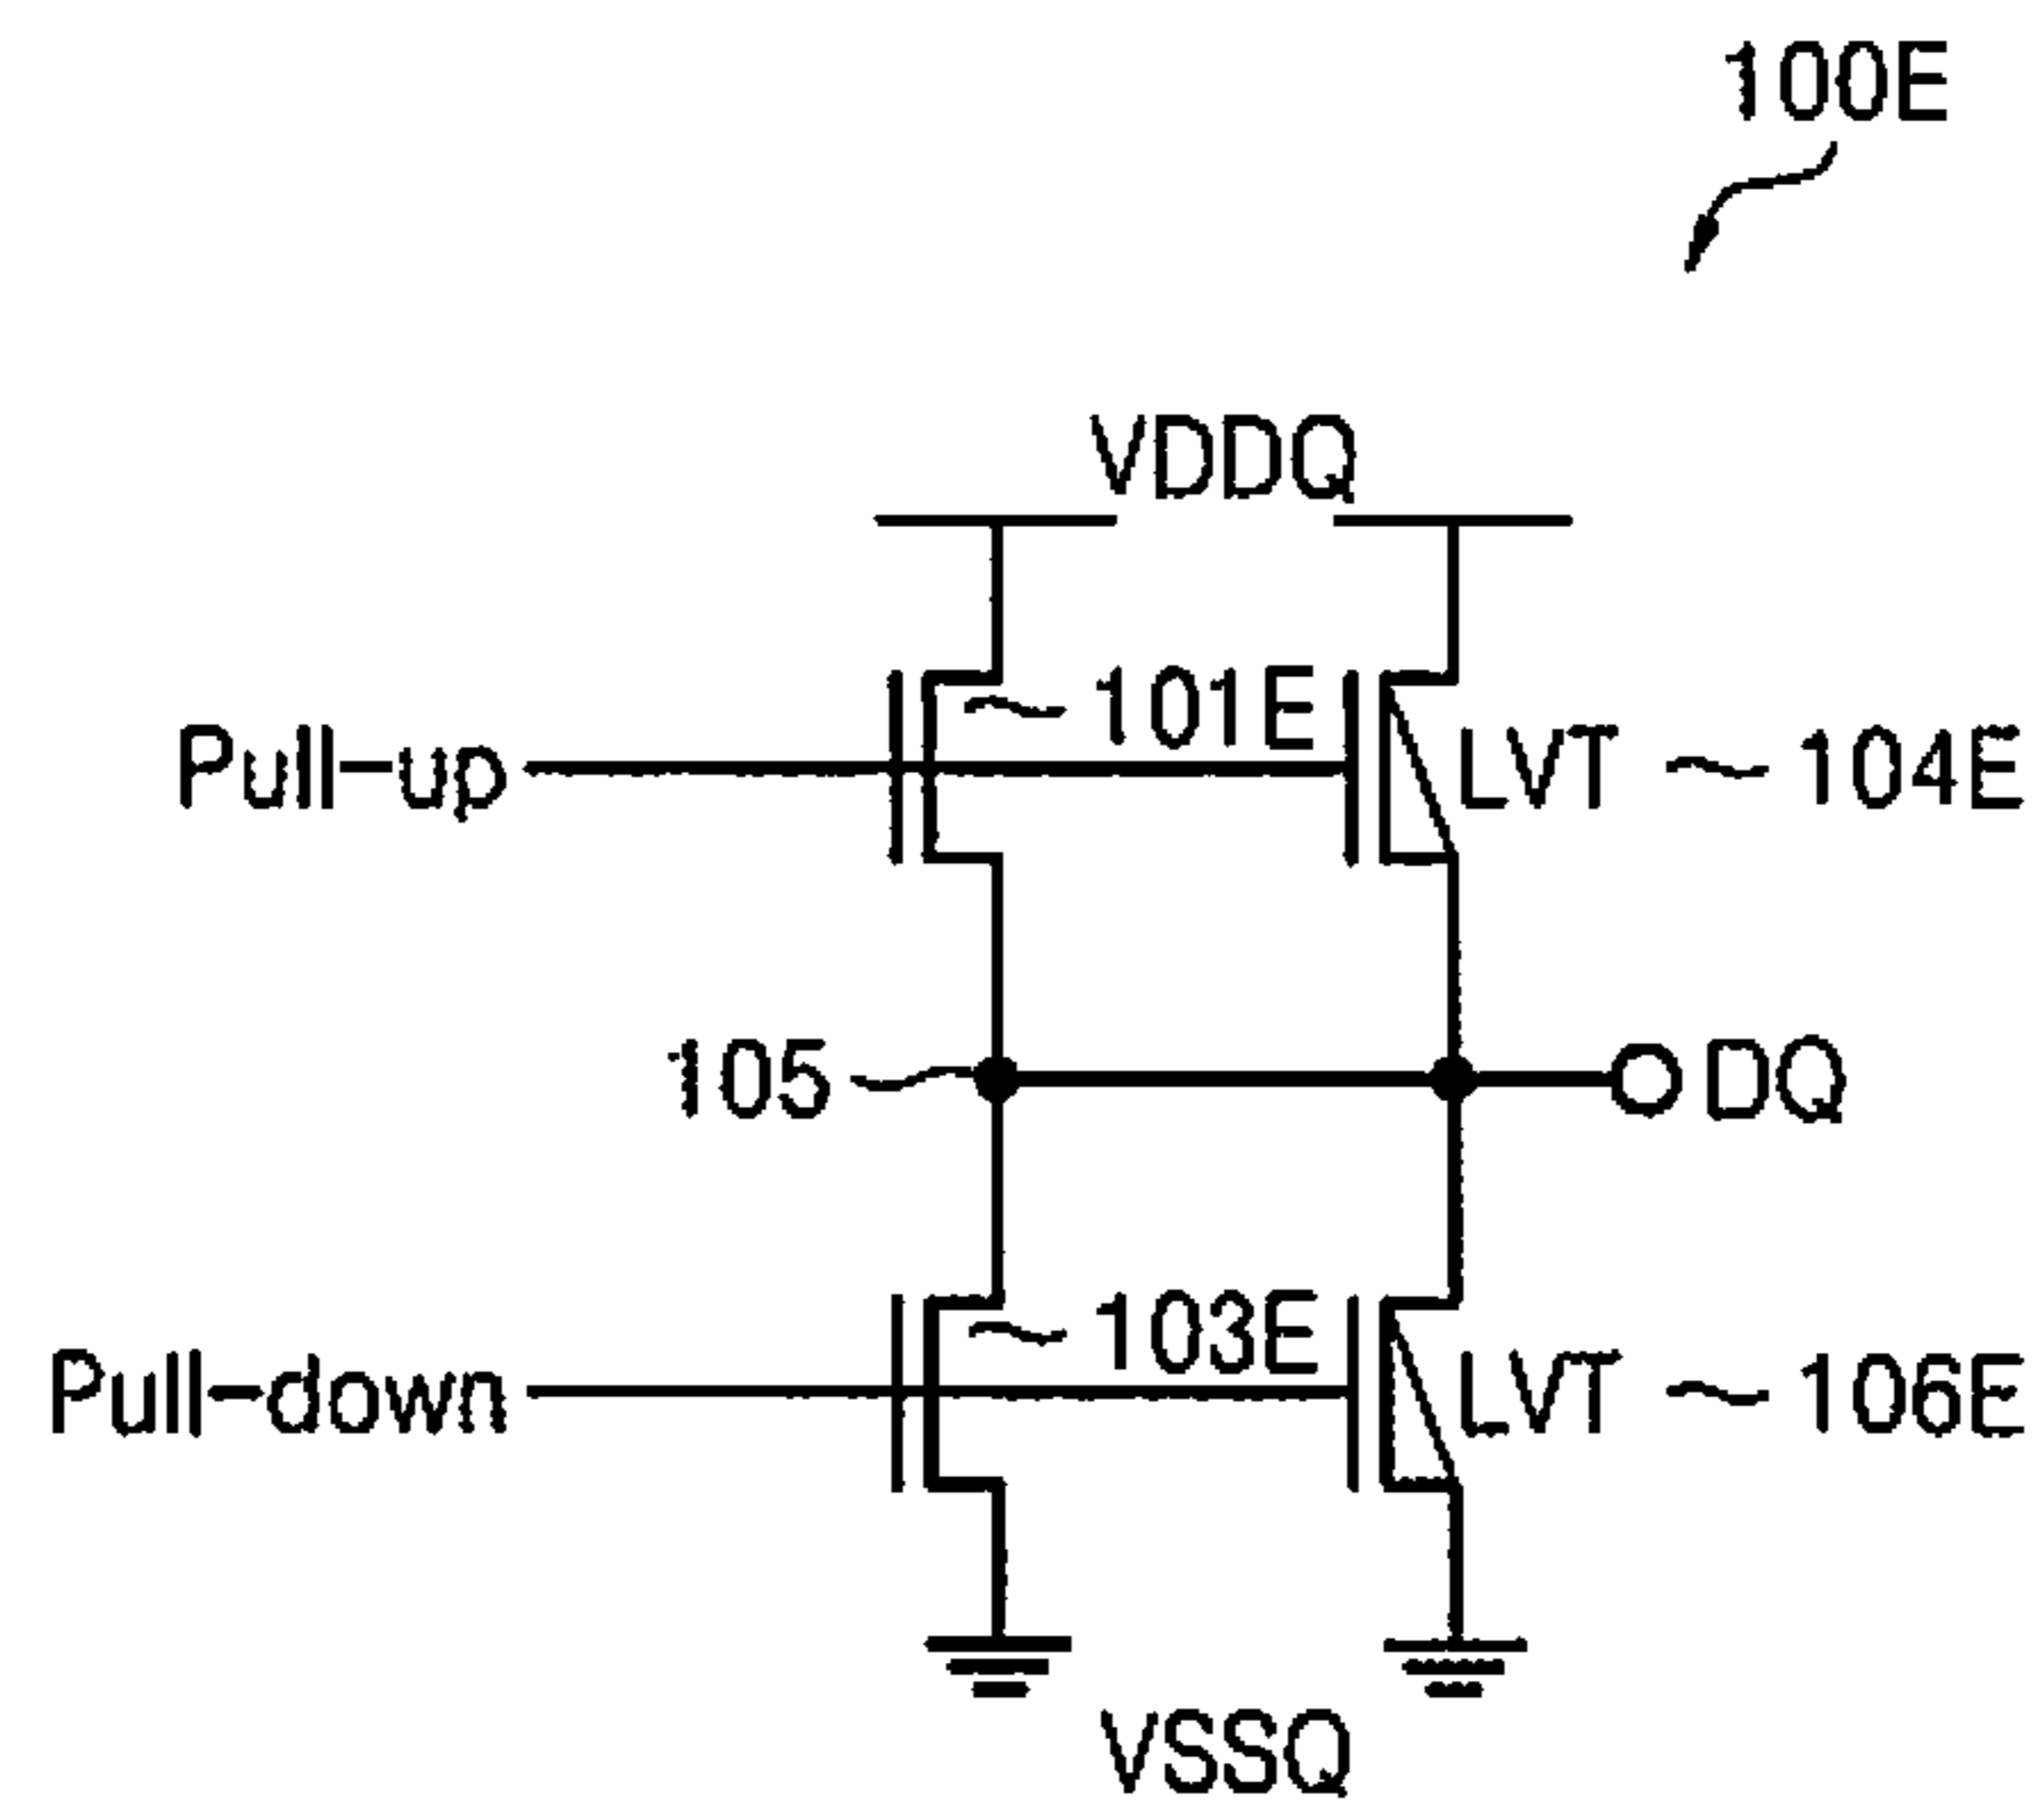 100E
VDDQ
101E
Pull-up
LVT
104E
105
DQ
103E
Pull-down
LVT
106E
VSSQ